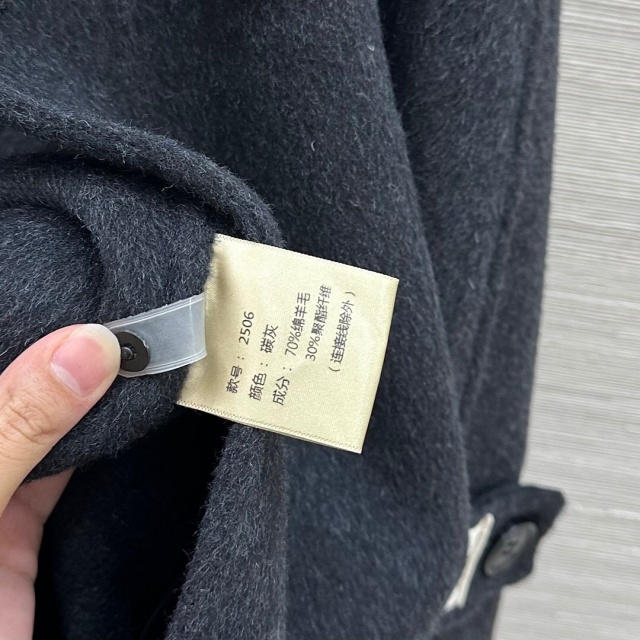 款号：2506
颜色：碳灰
成分：70%绵羊毛
30%聚酯纤维
（连接线除外）